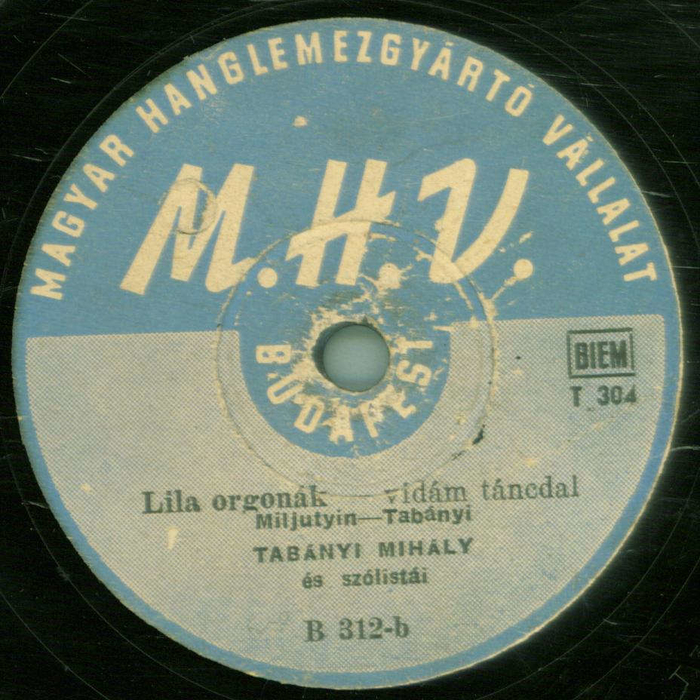 MAGYAR HANGLEMEZGYÁRTÓ VÁLLALAT
M.H.V.
BUDAPEST
BIEM
T 304
Lila orgonák — vidám táncdal
Miljutyin—Tabányi
TABÁNYI MIHÁLY
és szólistái
B 312-b